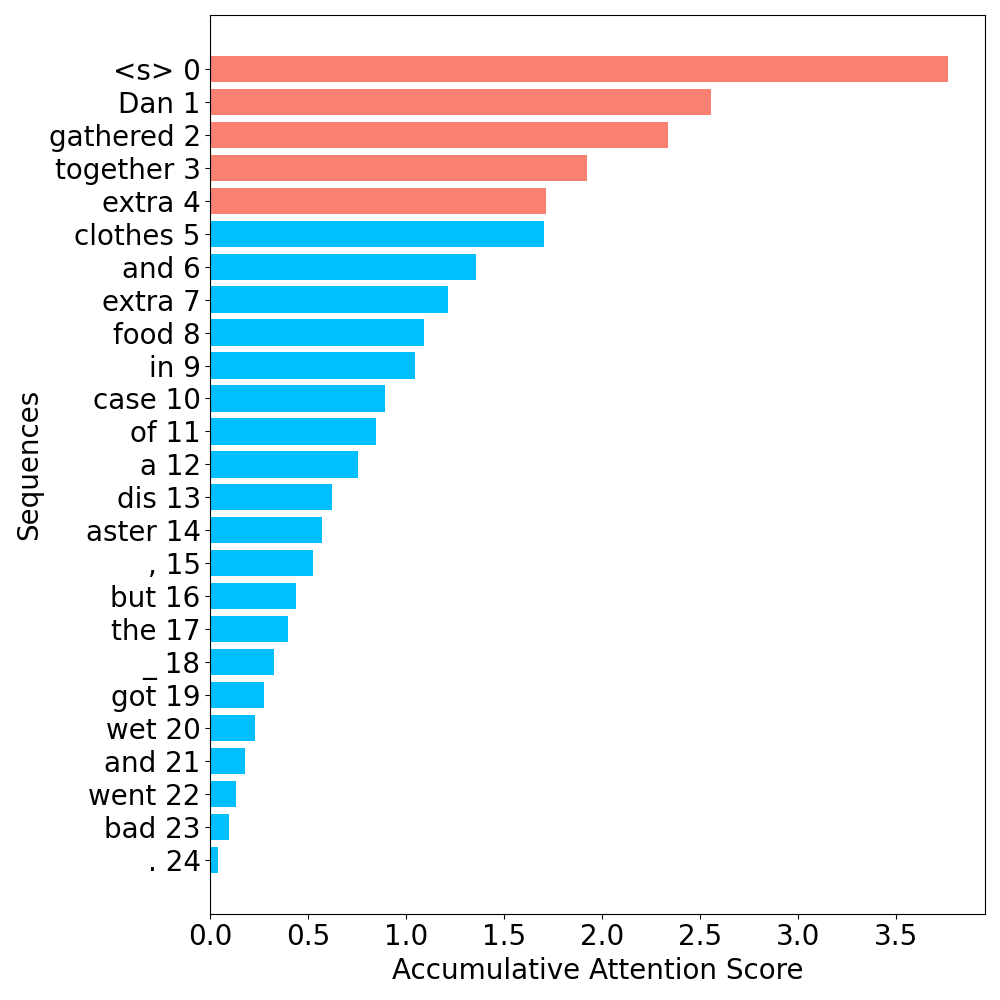 <s> 0
Dan 1
gathered 2
together 3
extra 4
clothes 5
and 6
extra 7
food 8
in 9
case 10
of 11
a 12
dis 13
aster 14
, 15
but 16
the 17
_ 18
got 19
wet 20
and 21
went 22
bad 23
. 24
Sequences
0.0 0.5 1.0 1.5 2.0 2.5 3.0 3.5
Accumulative Attention Score